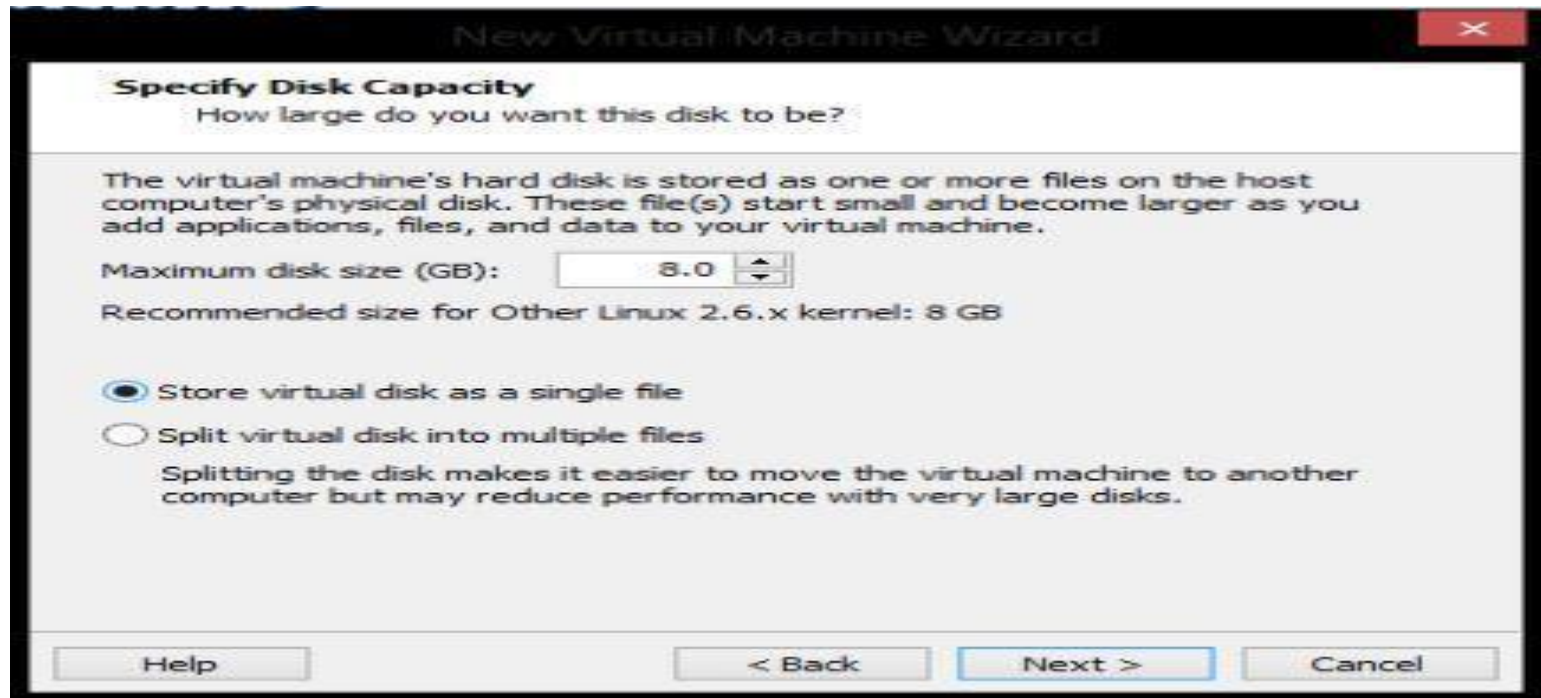 New Virtual Machine Wizard
Specify Disk Capacity
How large do you want this disk to be?
The virtual machine's hard disk is stored as one or more files on the host
computer's physical disk. These file(s) start small and become larger as you
add applications, files, and data to your virtual machine.
Maximum disk size (GB): 8.0
Recommended size for Other Linux 2.6.x kernel: 8 GB
Store virtual disk as a single file
Split virtual disk into multiple files
Splitting the disk makes it easier to move the virtual machine to another
computer but may reduce performance with very large disks.
Help < Back Next > Cancel